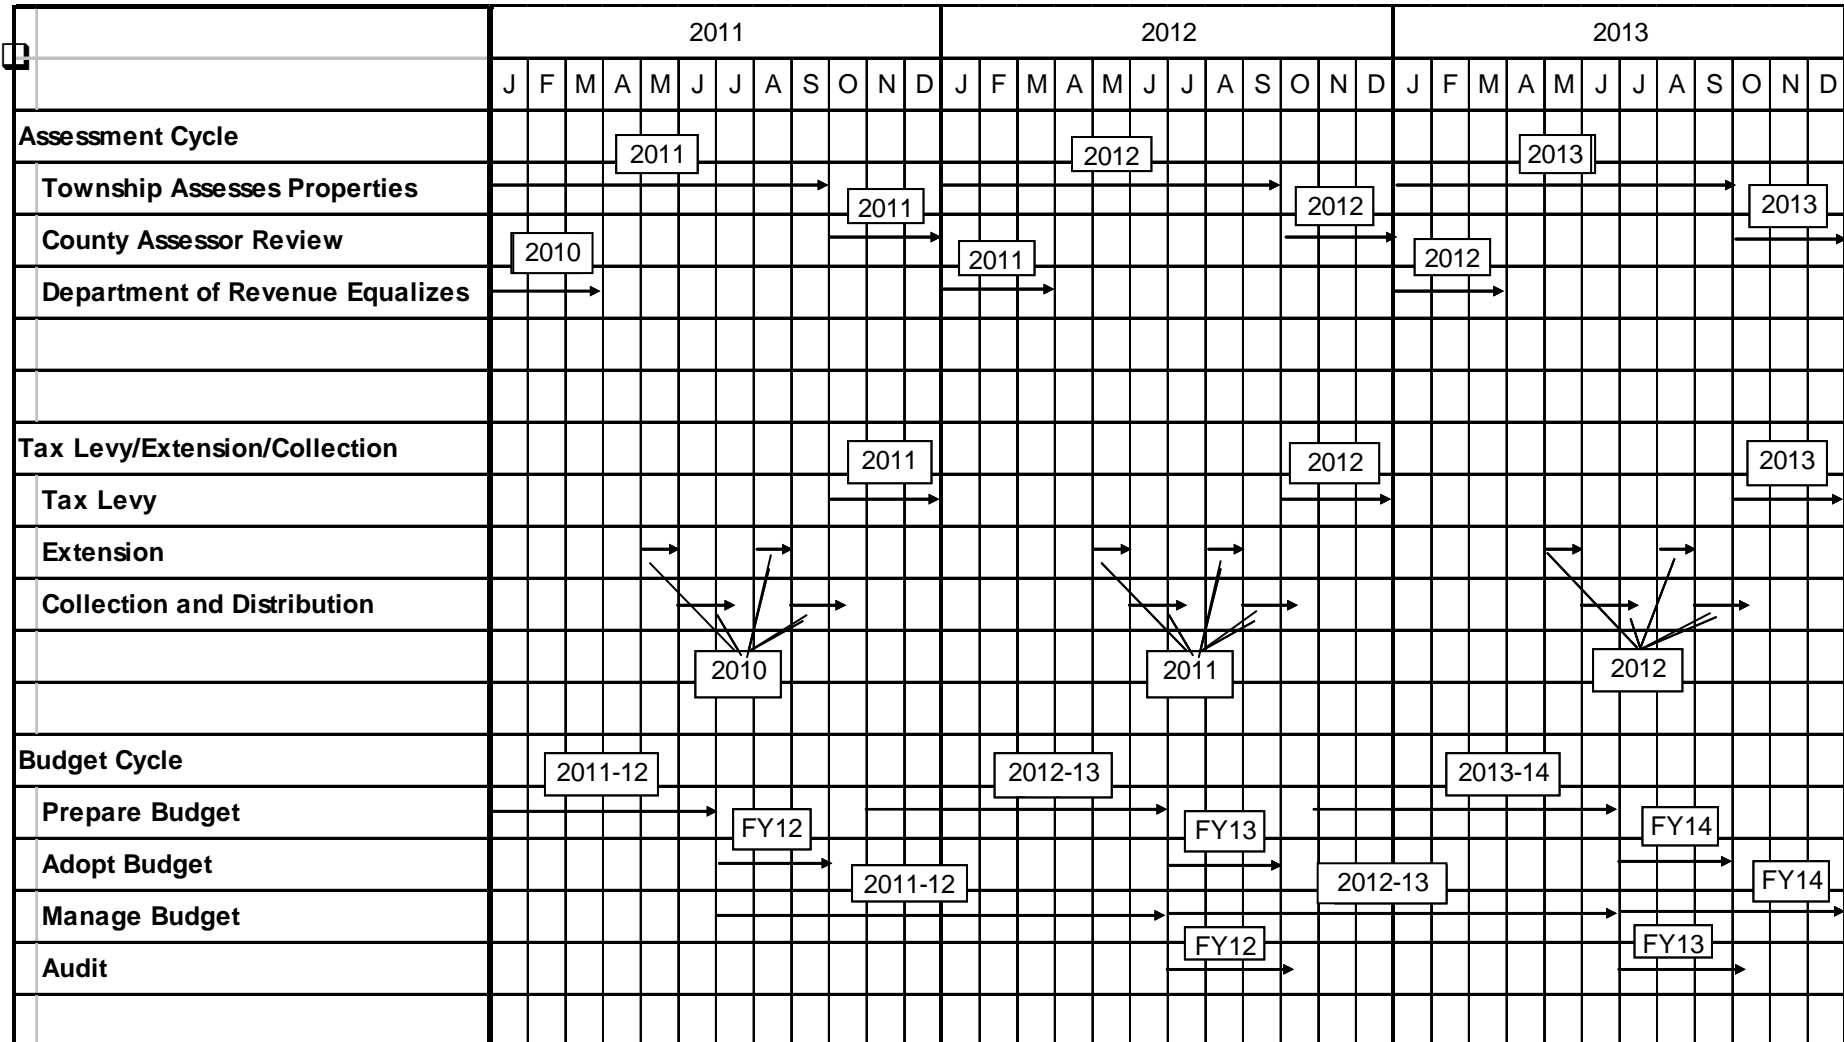 2011 2012 2013
J F M A M J J A S O N D J F M A M J J A S O N D J F M A M J J A S O N D
Assessment Cycle
2011 2012 2013
Township Assesses Properties
2011 2012 2013
County Assessor Review
2010 2011 2012
Department of Revenue Equalizes
Tax Levy/Extension/Collection
2011 2012 2013
Tax Levy
Extension
Collection and Distribution
2010 2011 2012
Budget Cycle
2011-12 2012-13 2013-14
Prepare Budget
FY12 FY13 FY14
Adopt Budget
2011-12 2012-13 FY14
Manage Budget
FY12 FY13
Audit